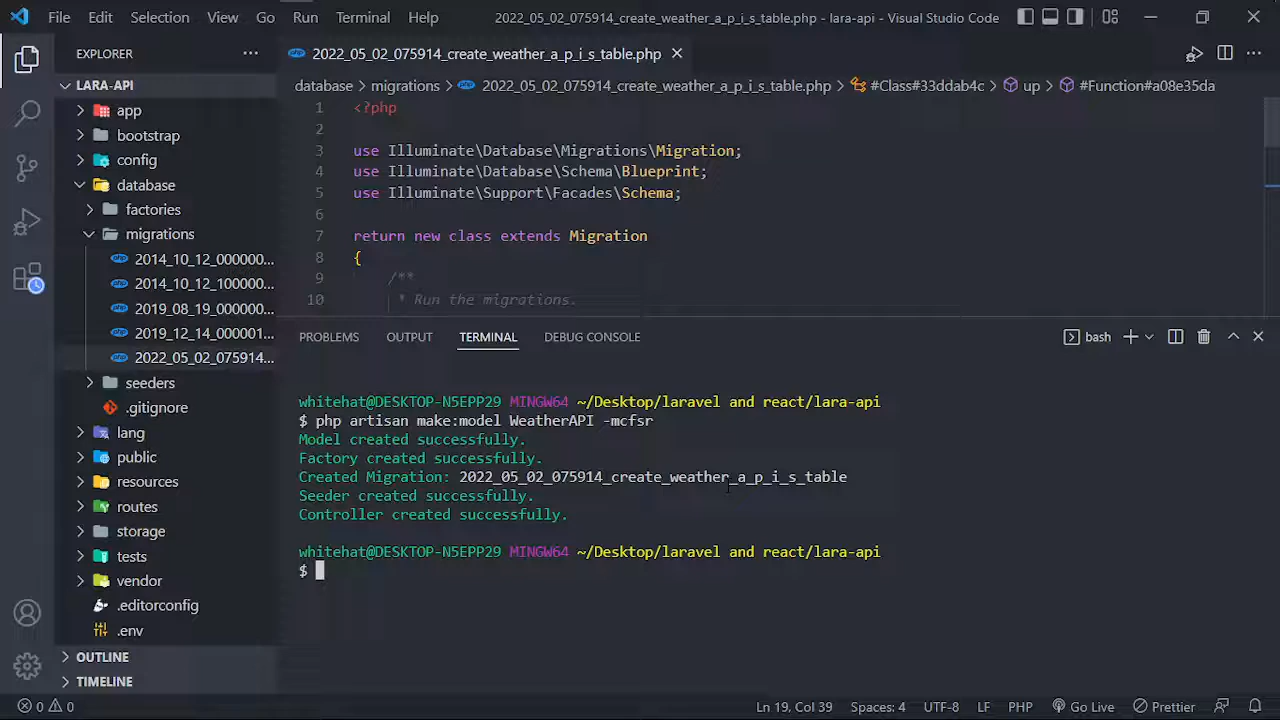 File Edit Selection View Go Run Terminal Help 2022_05_02_075914_create_weather_a_p_i_s_table.php - lara-api - Visual Studio Code
EXPLORER
LARA-API
app
bootstrap
config
database
factories
migrations
2014_10_12_000000...
2014_10_12_100000...
2019_08_19_000000...
2019_12_14_000001...
2022_05_02_075914...
seeders
.gitignore
lang
public
resources
routes
storage
tests
vendor
.editorconfig
.env
OUTLINE
TIMELINE
2022_05_02_075914_create_weather_a_p_i_s_table.php
database > migrations > 2022_05_02_075914_create_weather_a_p_i_s_table.php > #Class#33ddab4c > up > #Function#a08e35da
1 <?php
2
3 use Illuminate\Database\Migrations\Migration;
4 use Illuminate\Database\Schema\Blueprint;
5 use Illuminate\Support\Facades\Schema;
6
7 return new class extends Migration
8 {
9 /**
10 * Run the migrations.
PROBLEMS OUTPUT TERMINAL DEBUG CONSOLE bash
whitehat@DESKTOP-N5EPP29 MINGW64 ~/Desktop/laravel and react/lara-api
$ php artisan make:model WeatherAPI -mcfsr
Model created successfully.
Factory created successfully.
Created Migration: 2022_05_02_075914_create_weather_a_p_i_s_table
Seeder created successfully.
Controller created successfully.
whitehat@DESKTOP-N5EPP29 MINGW64 ~/Desktop/laravel and react/lara-api
$
0 0 Ln 19, Col 39 Spaces: 4 UTF-8 LF PHP Go Live Prettier